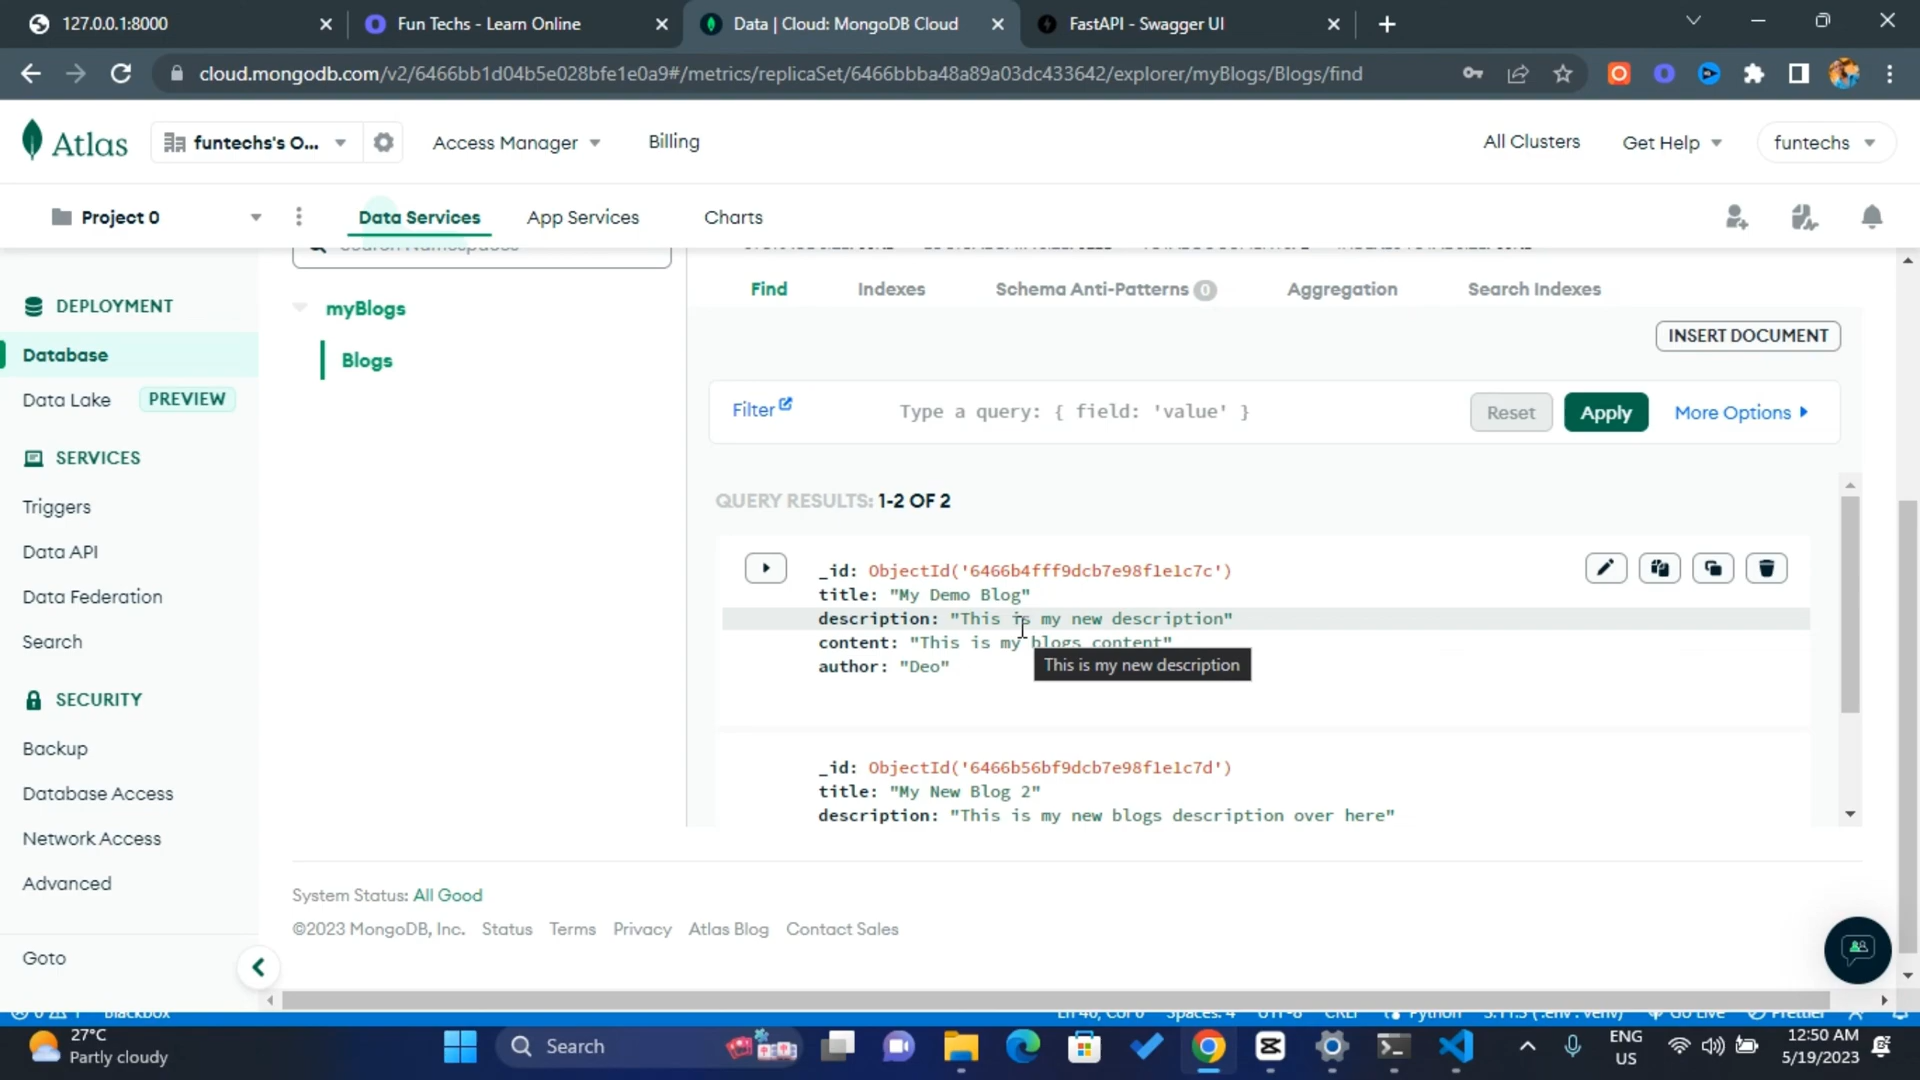 127.0.0.1:8000
Fun Techs - Learn Online
Data | Cloud: MongoDB Cloud
FastAPI - Swagger UI
cloud.mongodb.com/v2/6466bb1d04b5e028bfe1e0a9#/metrics/replicaSet/6466bbba48a89a03dc433642/explorer/myBlogs/Blogs/find
Atlas
funtechs's O...
Access Manager
Billing
All Clusters
Get Help
funtechs
Project 0
Data Services
App Services
Charts
Find
Indexes
Schema Anti-Patterns 0
Aggregation
Search Indexes
DEPLOYMENT
Database
Data Lake
PREVIEW
SERVICES
Triggers
Data API
Data Federation
Search
SECURITY
Backup
Database Access
Network Access
Advanced
Goto
myBlogs
Blogs
INSERT DOCUMENT
Filter
Type a query: { field: 'value' }
Reset
Apply
More Options
QUERY RESULTS: 1-2 OF 2
_id: ObjectId('6466b4fff9dcb7e98f1e1c7c')
title: "My Demo Blog"
description: "This is my new description"
content: "This is my blogs content"
author: "Deo"
This is my new description
_id: ObjectId('6466b56bf9dcb7e98f1e1c7d')
title: "My New Blog 2"
description: "This is my new blogs description over here"
System Status: All Good
©2023 MongoDB, Inc.
Status
Terms
Privacy
Atlas Blog
Contact Sales
27°C
Partly cloudy
Search
ENG
US
12:50 AM
5/19/2023